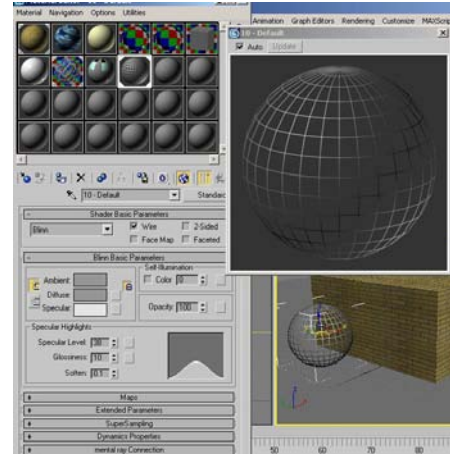 Material Navigation Options Utilities
Animation Graph Editors Rendering Customize MAXScrip
10 - Default
Auto Update
10 - Default
Standard
Shader Basic Parameters
Blinn
Wire
2-Sided
Face Map
Faceted
Blinn Basic Parameters
Self-Illumination
Ambient:
Color 0
Diffuse:
Specular:
Opacity: 100
Specular Highlights
Specular Level: 38
Glossiness: 10
Soften: 0.1
Maps
Extended Parameters
SuperSampling
Dynamics Properties
mental ray Connection
50 60 70 80